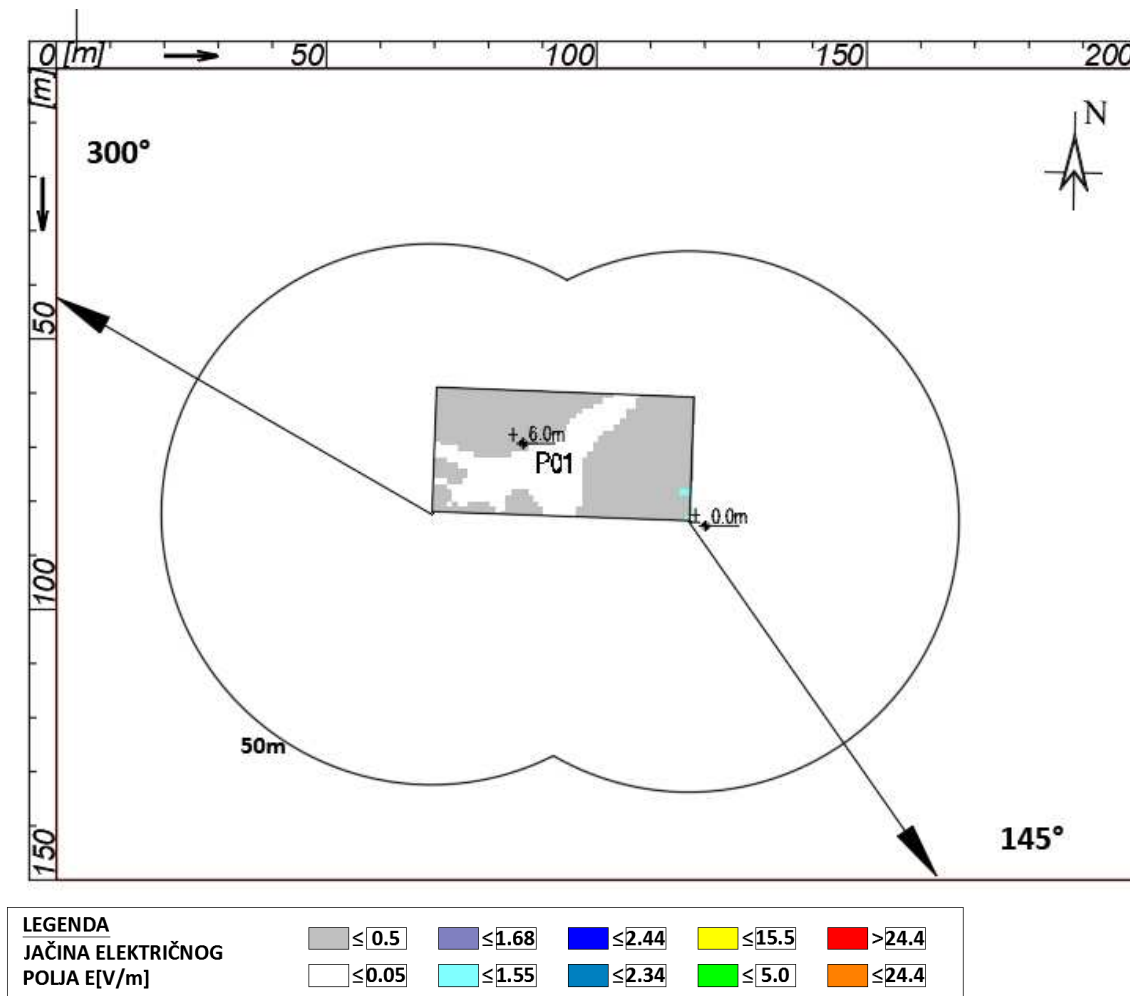 0 [m] 50 100 150 200
[m]
N
300°
50
6.0m
P01
0.0m
100
50m
145°
150
LEGENDA
JAČINA ELEKTRIČNOG
POLJA E[V/m]
≤ 0.5 ≤1.68 ≤2.44 ≤15.5 >24.4
≤0.05 ≤1.55 ≤2.34 ≤ 5.0 ≤24.4